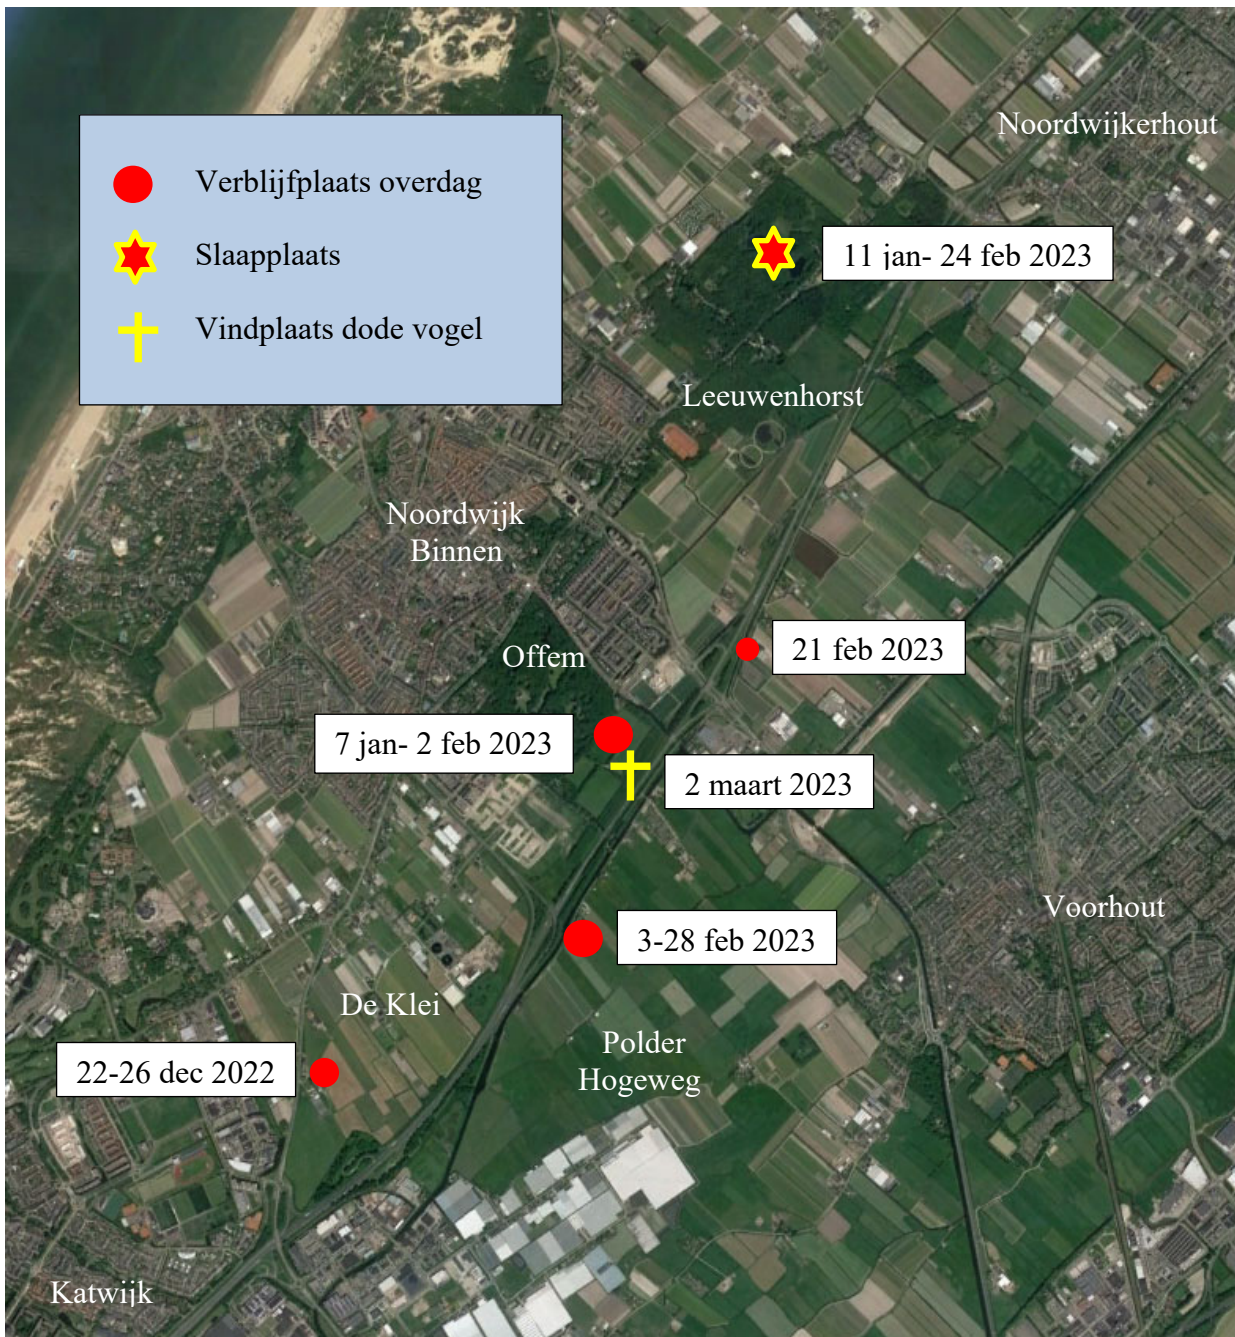 Noordwijkerhout
Verblijfplaats overdag
Slaapplaats
11 jan- 24 feb 2023
Vindplaats dode vogel
Leeuwenhorst
Noordwijk
Binnen
Offem
21 feb 2023
7 jan- 2 feb 2023
2 maart 2023
Voorhout
3-28 feb 2023
De Klei
Polder
Hogeweg
22-26 dec 2022
Katwijk